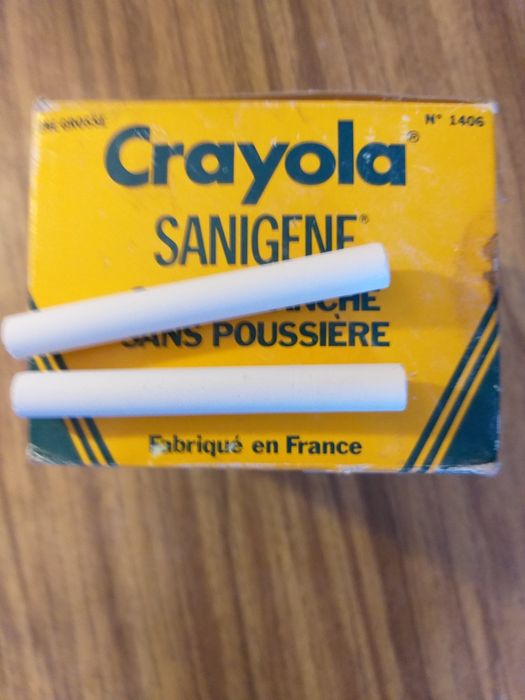 N° 1406
Crayola®
SANIGENE®
SANS POUSSIÈRE
Fabriqué en France